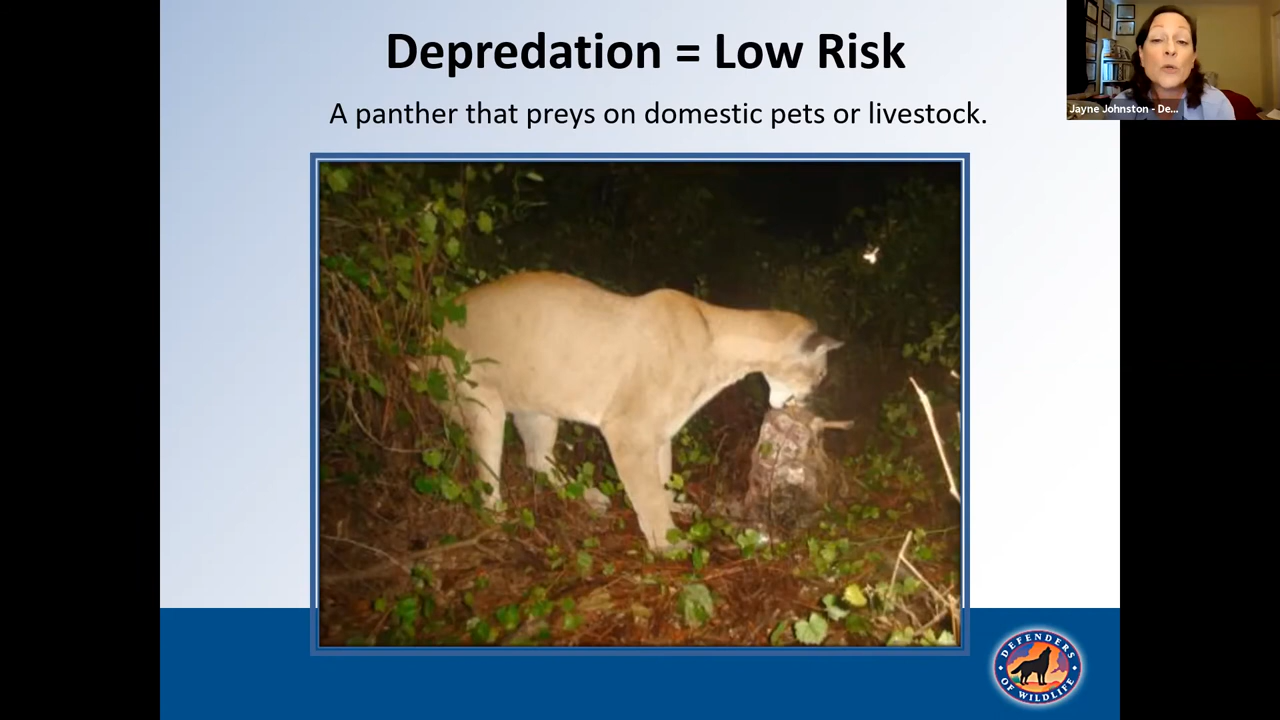 Depredation = Low Risk
A panther that preys on domestic pets or livestock.
Jayne Johnston - De...
DEFENDERS
OF WILDLIFE